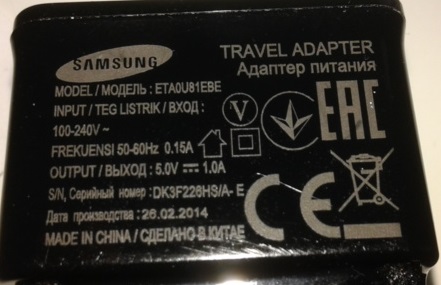 SAMSUNG
TRAVEL ADAPTER
Адаптер питания
MODEL / МОДЕЛЬ: ETA0U81EBE
INPUT / TEG LISTRIK / ВХОД :
100-240V~
FREKUENSI 50-60Hz 0.15A
OUTPUT / ВЫХОД: 5.0V ⎓ 1.0A
S/N, Серийный номер :DK3F226HS/A- E
Дата производства: 26.02.2014
MADE IN CHINA / СДЕЛАНО В КИТАЕ
V
EAC
CE